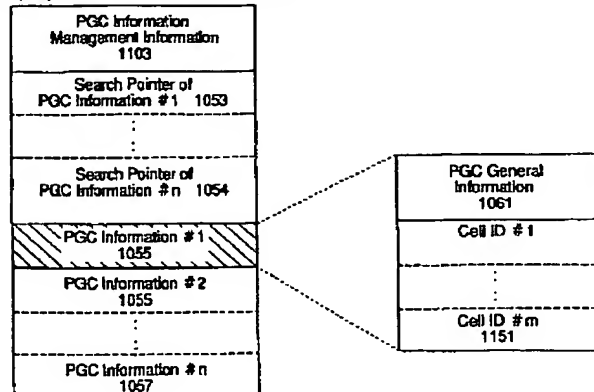 PGC Information
Management Information
1103
Search Pointer of
PGC Information #1 1053
Search Pointer of
PGC Information #n 1054
PGC Information #1
1055
PGC Information #2
1055
PGC Information #n
1057
PGC General
Information
1061
Cell ID #1
Cell ID #m
1151